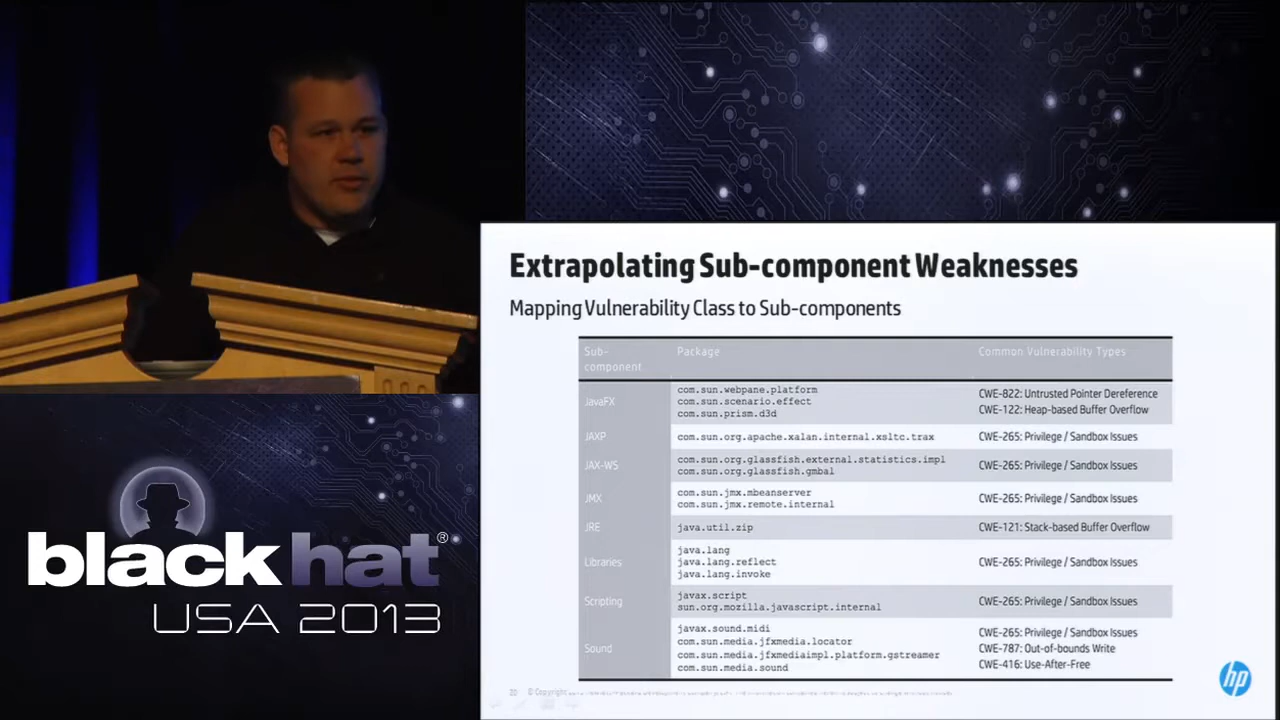 Extrapolating Sub-component Weaknesses
Mapping Vulnerability Class to Sub-components
Sub-component Package Common Vulnerability Types
JavaFX
com.sun.webpane.platform
com.sun.scenario.effect
com.sun.prism.d3d
CWE-822: Untrusted Pointer Dereference
CWE-122: Heap-based Buffer Overflow
JAXP com.sun.org.apache.xalan.internal.xsltc.trax CWE-265: Privilege / Sandbox Issues
JAX-WS
com.sun.org.glassfish.external.statistics.impl
com.sun.org.glassfish.gmbal
CWE-265: Privilege / Sandbox Issues
JMX
com.sun.jmx.mbeanserver
com.sun.jmx.remote.internal
CWE-265: Privilege / Sandbox Issues
JRE java.util.zip CWE-121: Stack-based Buffer Overflow
Libraries
java.lang
java.lang.reflect
java.lang.invoke
CWE-265: Privilege / Sandbox Issues
Scripting
javax.script
sun.org.mozilla.javascript.internal
CWE-265: Privilege / Sandbox Issues
Sound
javax.sound.midi
com.sun.media.jfxmedia.locator
com.sun.media.jfxmediaimpl.platform.gstreamer
com.sun.media.sound
CWE-265: Privilege / Sandbox Issues
CWE-787: Out-of-bounds Write
CWE-416: Use-After-Free
© Copyright
hp
black hat®
USA 2013